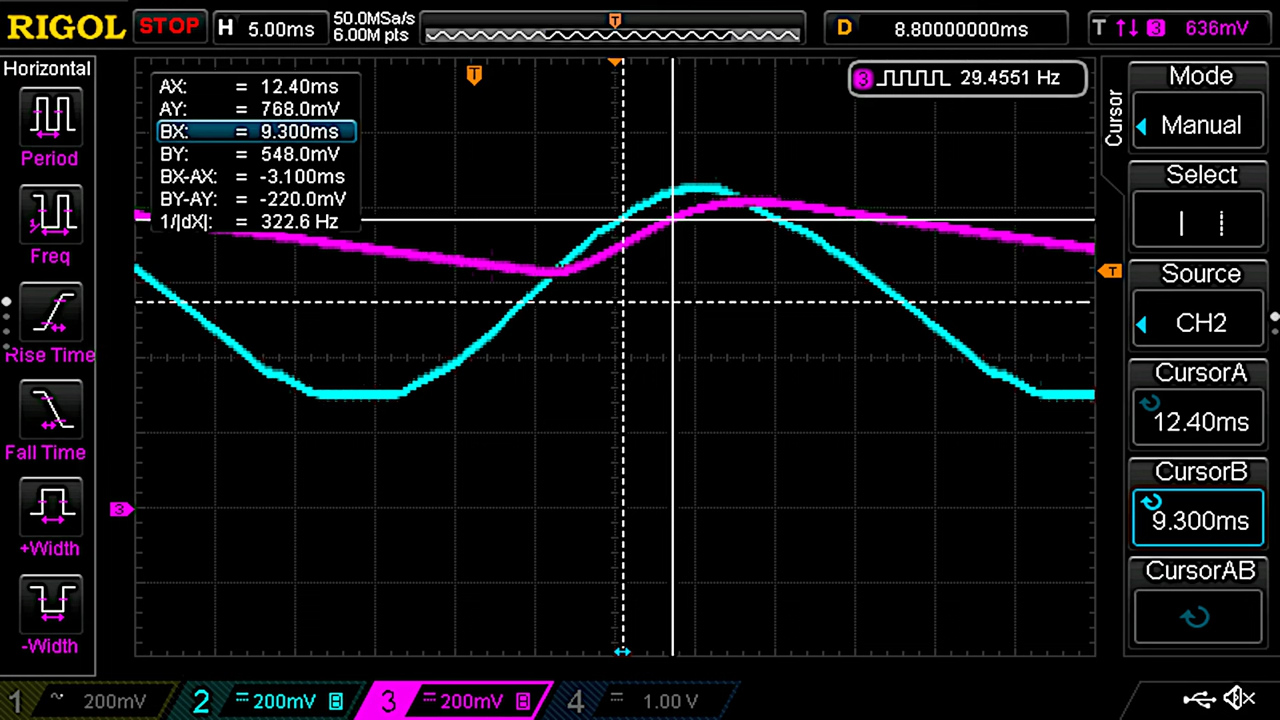 RIGOL STOP H 5.00ms 50.0MSa/s 6.00M pts T D 8.80000000ms T 3 636mV
Horizontal
Period
Freq
Rise Time
Fall Time
+Width
-Width
T
AX: = 12.40ms
AY: = 768.0mV
BX: = 9.300ms
BY: = 548.0mV
BX-AX: = -3.100ms
BY-AY: = -220.0mV
1/|dX|: = 322.6 Hz
3 29.4551 Hz
T
3
Cursor
Mode
Manual
Select
Source
CH2
CursorA
12.40ms
CursorB
9.300ms
CursorAB
1 ~ 200mV 2 200mV B 3 200mV B 4 1.00 V